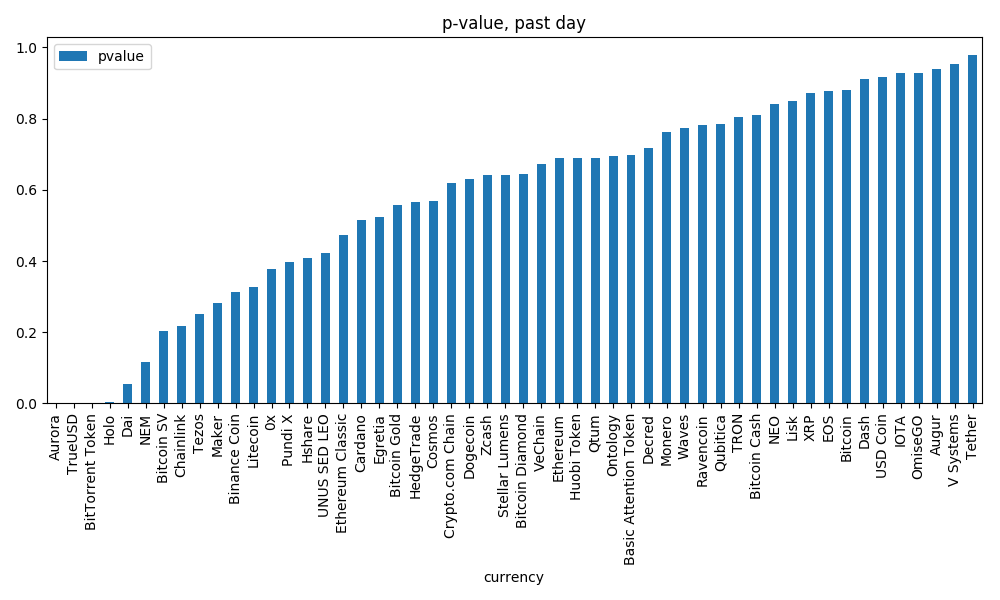 p-value, past day
pvalue
1.0
0.8
0.6
0.4
0.2
0.0
Aurora
TrueUSD
BitTorrent Token
Holo
Dai
NEM
Bitcoin SV
Chainlink
Tezos
Maker
Binance Coin
Litecoin
0x
Pundi X
Hshare
UNUS SED LEO
Ethereum Classic
Cardano
Egretia
Bitcoin Gold
HedgeTrade
Cosmos
Crypto.com Chain
Dogecoin
Zcash
Stellar Lumens
Bitcoin Diamond
VeChain
Ethereum
Huobi Token
Qtum
Ontology
Basic Attention Token
Decred
Monero
Waves
Ravencoin
Qubitica
TRON
Bitcoin Cash
NEO
Lisk
XRP
EOS
Bitcoin
Dash
USD Coin
IOTA
OmiseGO
Augur
V Systems
Tether
currency